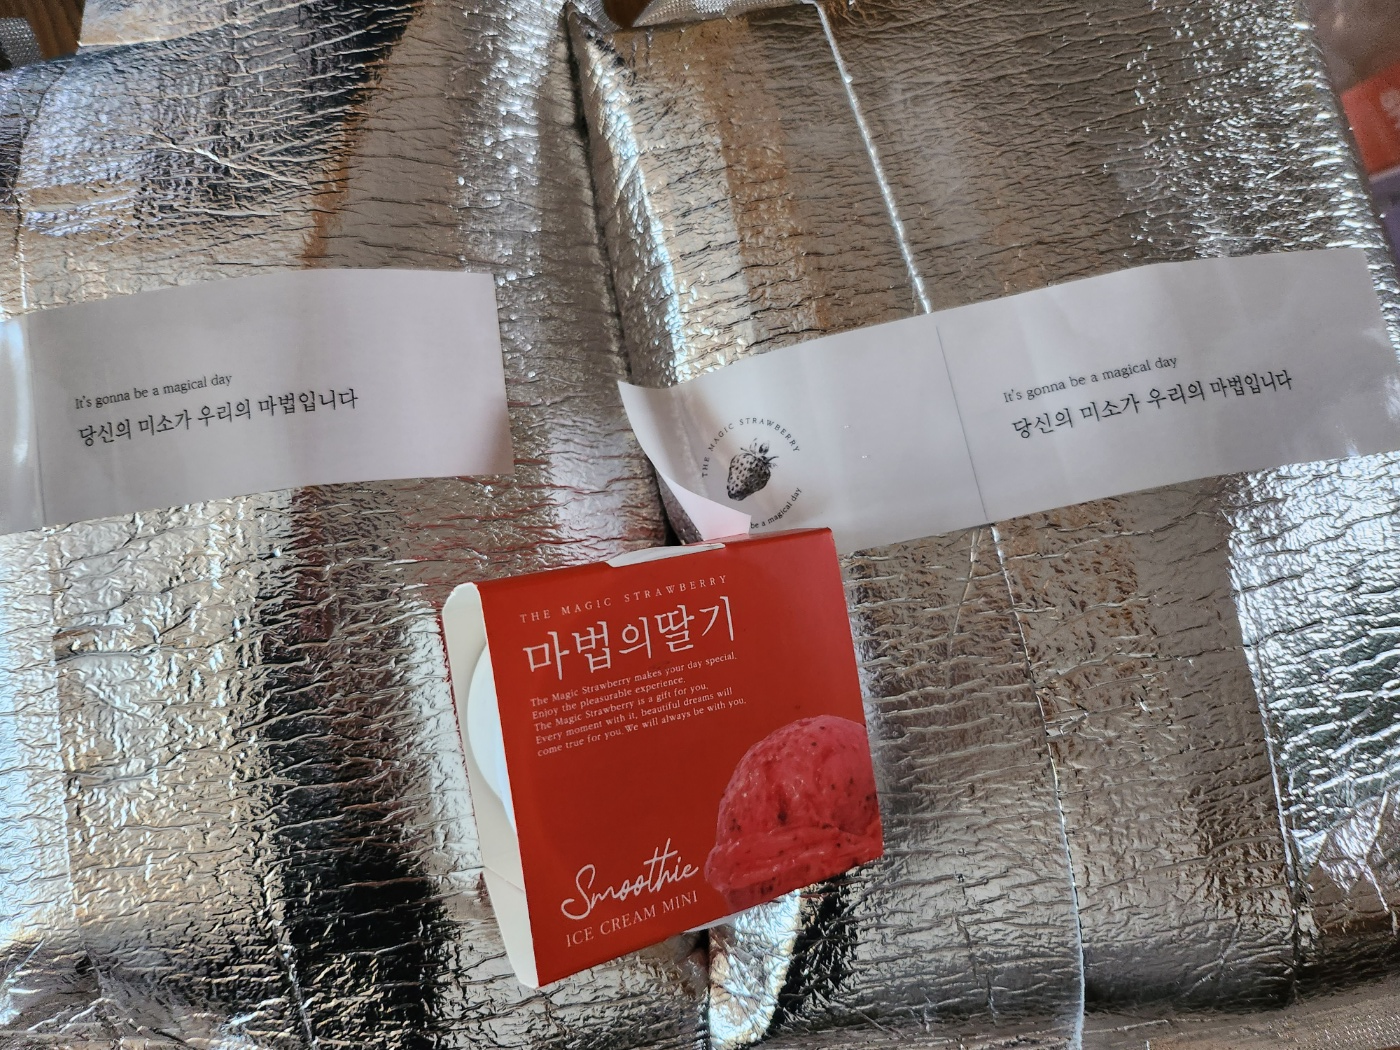 It's gonna be a magical day
당신의 미소가 우리의 마법입니다
THE MAGIC STRAWBERRY
be a magical day
It's gonna be a magical day
당신의 미소가 우리의 마법입니다
THE MAGIC STRAWBERRY
마법의딸기
The Magic Strawberry makes your day special.
Enjoy the pleasurable experience.
The Magic Strawberry is a gift for you.
Every moment with it, beautiful dreams will
come true for you. We will always be with you.
Smoothie
ICE CREAM MINI